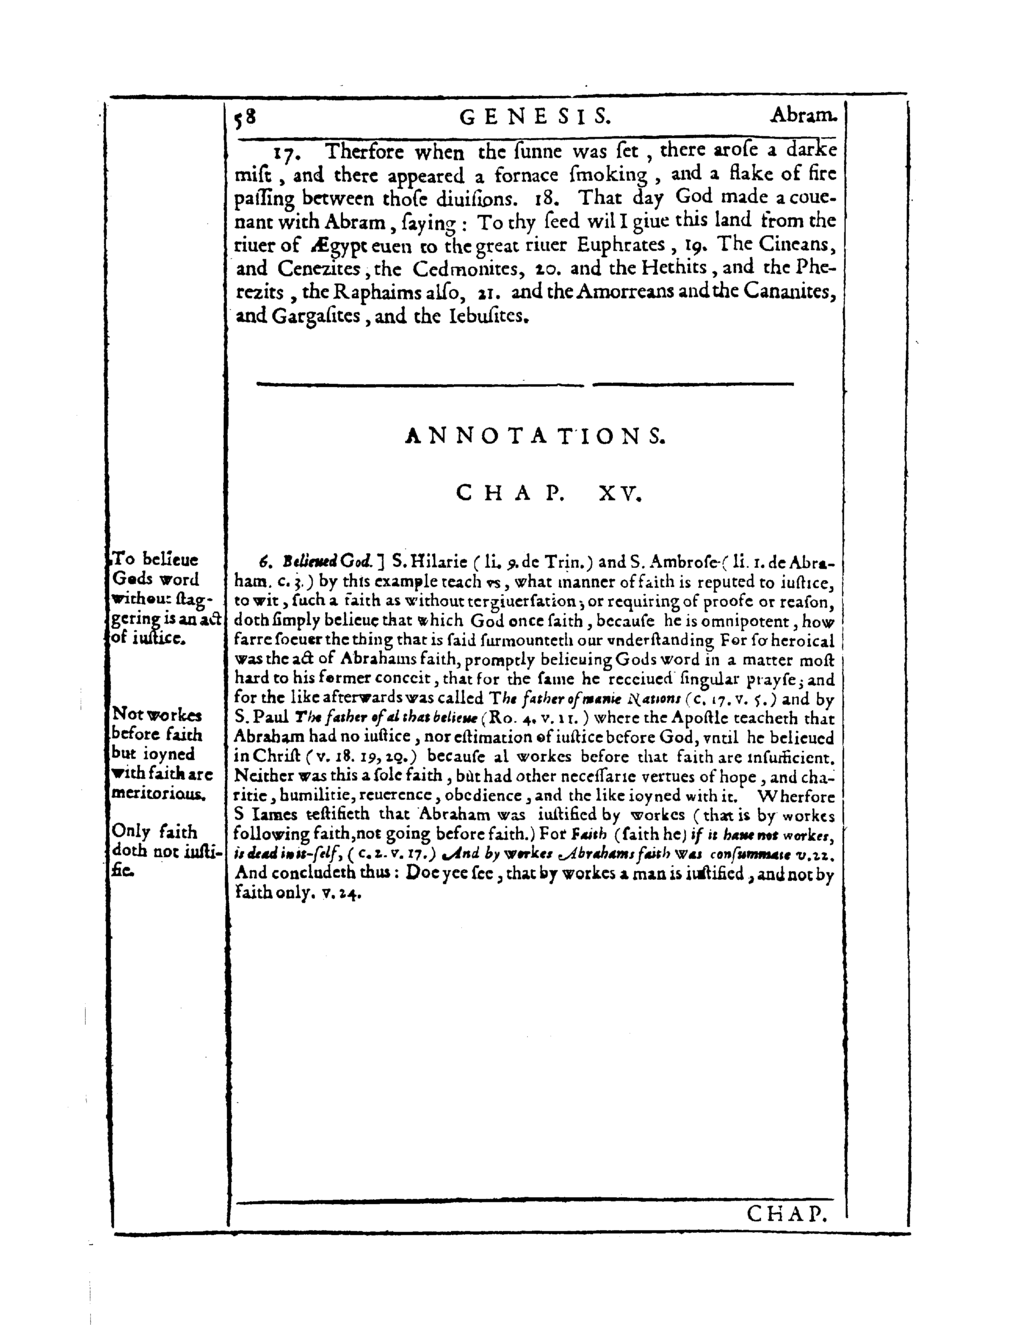 58 GENESIS. Abram.
17. Therfore when the ſunne was ſet , there aroſe a darke
miſt , and there appeared a fornace ſmoking , and a flake of fire
paſſing between thoſe diuiſions. 18. That day God made a coue-
nant with Abram , ſaying : To thy ſeed wil I giue this land from the
riuer of Ægypt euen to the great riuer Euphrates , 19. The Cineans,
and Cenezites , the Cedmonites, 20. and the Hethits , and the Phe-
rezits , the Raphaims alſo, 21. and the Amorreans and the Cananites,
and Gargaſites , and the Iebuſites.
ANNOTATIONS.
CHAP. XV.
To belieue
Gods word
without ſtag-
gering is an act
of iuſtice.
Not workes
before faith
but ioyned
with faith are
meritorious.
Only faith
doth not iuſti-
fie.
6. Belieued God. ] S. Hilarie ( li. 9. de Trin. ) and S. Ambroſe ( li. 1. de Abra-
ham. c. 3. ) by this example teach vs , what manner of faith is reputed to iuſtice,
to wit , ſuch a faith as without tergiuerſation, or requiring of proofe or reaſon,
doth ſimply belieue that which God once ſaith , becauſe he is omnipotent , how
farre ſoeuer the thing that is ſaid ſurmounteth our vnderſtanding For ſo heroical
was the act of Abrahams faith, promptly belieuing Gods word in a matter moſt
hard to his former conceit , that for the ſame he receiued ſingular prayſe; and
for the like afterwards was called The father of manie Nations ( c. 17. v. 5. ) and by
S. Paul The father of al that belieue ( Ro. 4. v. 11. ) where the Apoſtle teacheth that
Abraham had no iuſtice , nor eſtimation of iuſtice before God, vntil he belieued
in Chriſt ( v. 18. 19, 20. ) becauſe al workes before that faith are inſufficient.
Neither was this a ſole faith , but had other neceſſarie vertues of hope , and cha-
ritie , humilitie, reuerence , obedience , and the like ioyned with it. Wherfore
S Iames teſtifieth that Abraham was iuſtified by workes ( that is by workes
following faith, not going before faith.) For Faith (ſaith he) if it haue not workes,
is dead in it-ſelf, ( c. 2. v. 17. ) And by workes Abrahams faith was conſummate v. 22.
And concludeth thus : Doe yee ſee , that by workes a man is iuſtified , and not by
faith only. v. 24.
CHAP.